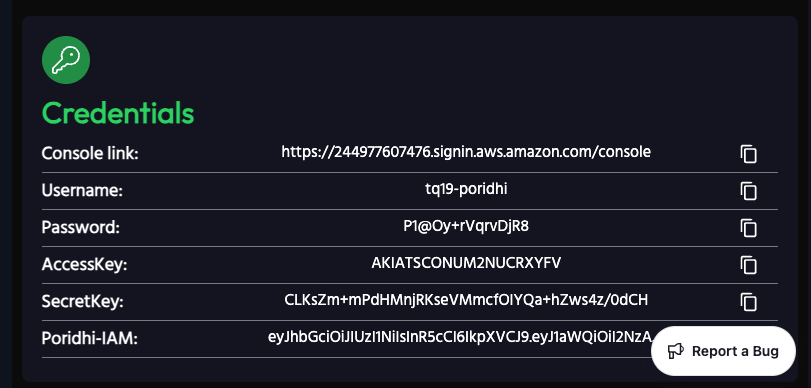 Credentials
Console link: https://244977607476.signin.aws.amazon.com/console
Username: tq19-poridhi
Password: P1@Oy+rVqrvDjR8
AccessKey: AKIATSCONUM2NUCRXYFV
SecretKey: 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
Poridhi-IAM: eyJhbGciOiJIUzI1NiIsInR5cCI6IkpXVCJ9.eyJ1aWQiOiI2NzA
Report a Bug